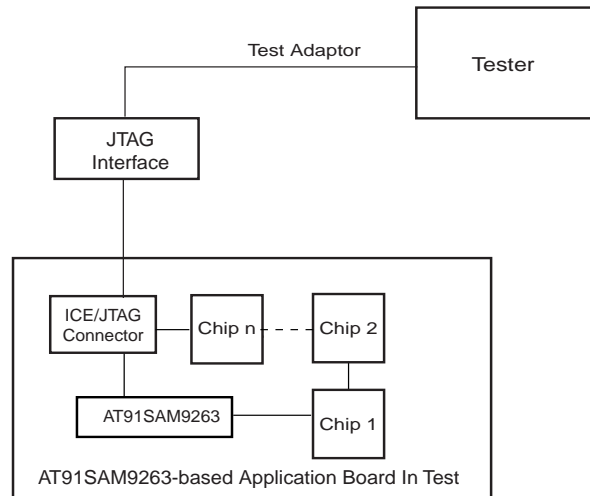 Test Adaptor
Tester
JTAG
Interface
ICE/JTAG
Connector
Chip n
Chip 2
AT91SAM9263
Chip 1
AT91SAM9263-based Application Board In Test